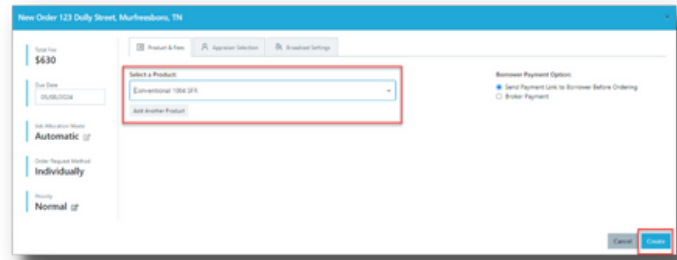 New Order 123 Dolly Street, Murfreesboro, TN
Total Fee
$630
Due Date
05/08/2024
Job Allocation Mode
Automatic
Order Request Method
Individually
Priority
Normal
Product & Fees
Appraiser Selection
Broadcast Settings
Select a Product:
Conventional 1004 SFR
Add Another Product
Borrower Payment Option:
Send Payment Link to Borrower Before Ordering
Broker Payment
Cancel
Create